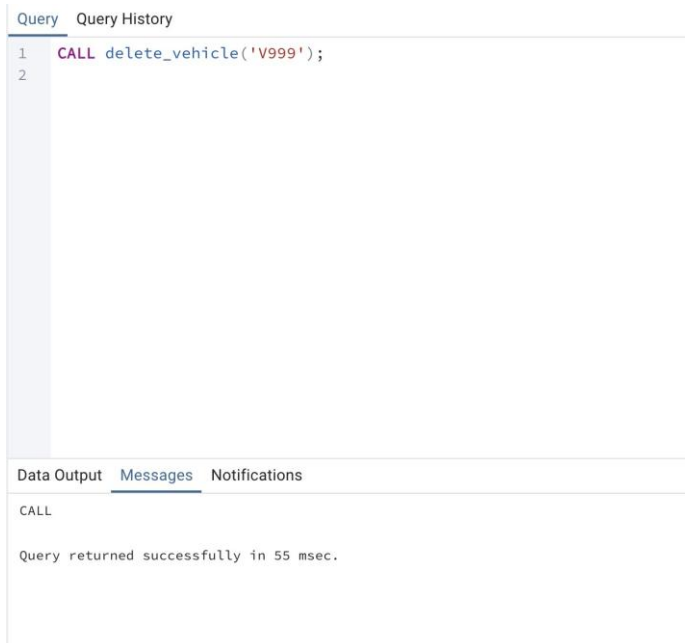 Query Query History
1 CALL delete_vehicle('V999');
2
Data Output Messages Notifications
CALL
Query returned successfully in 55 msec.